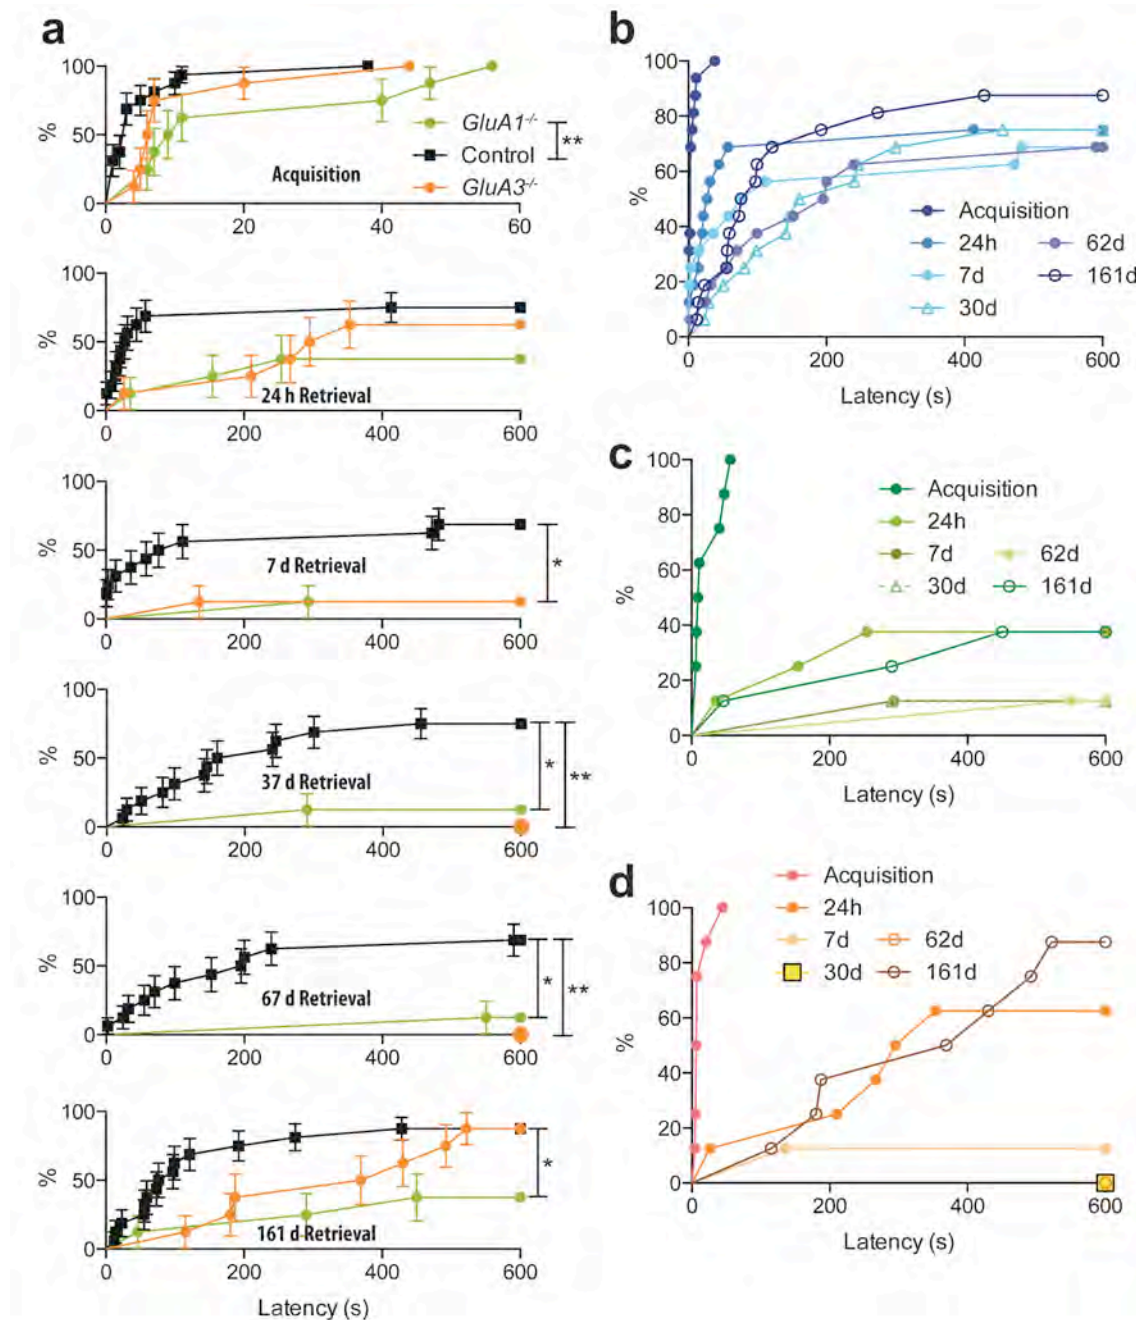 a
100
50
0
%
GluA1-/-
Control
GluA3-/-
**
Acquisition
0 20 40 60
100
50
0
%
24 h Retrieval
0 200 400 600
100
50
0
%
7 d Retrieval
*
0 200 400 600
100
50
0
%
37 d Retrieval
* **
0 200 400 600
100
50
0
%
67 d Retrieval
* **
0 200 400 600
100
50
0
%
161 d Retrieval
*
0 200 400 600
Latency (s)
b
100
80
60
40
20
0
%
Acquisition
24h 62d
7d 161d
30d
0 200 400 600
Latency (s)
c
100
80
60
40
20
0
%
Acquisition
24h
7d 62d
30d 161d
0 200 400 600
Latency (s)
d
100
80
60
40
20
0
%
Acquisition
24h
7d 62d
30d 161d
0 200 400 600
Latency (s)